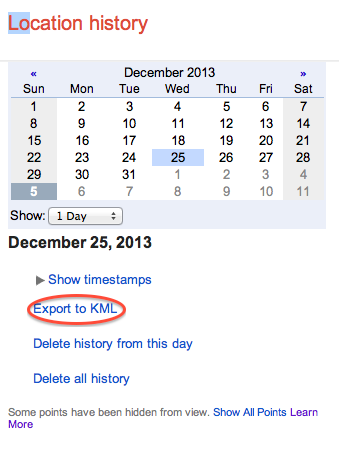 Location history
« December 2013 »
Sun Mon Tue Wed Thu Fri Sat
1 2 3 4 5 6 7
8 9 10 11 12 13 14
15 16 17 18 19 20 21
22 23 24 25 26 27 28
29 30 31 1 2 3 4
5 6 7 8 9 10 11
Show: 1 Day
December 25, 2013
Show timestamps
Export to KML
Delete history from this day
Delete all history
Some points have been hidden from view. Show All Points Learn
More